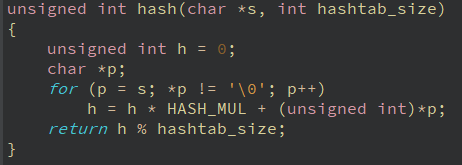 unsigned int hash(char *s, int hashtab_size)
{
    unsigned int h = 0;
    char *p;
    for (p = s; *p != '\0'; p++)
        h = h * HASH_MUL + (unsigned int)*p;
    return h % hashtab_size;
}